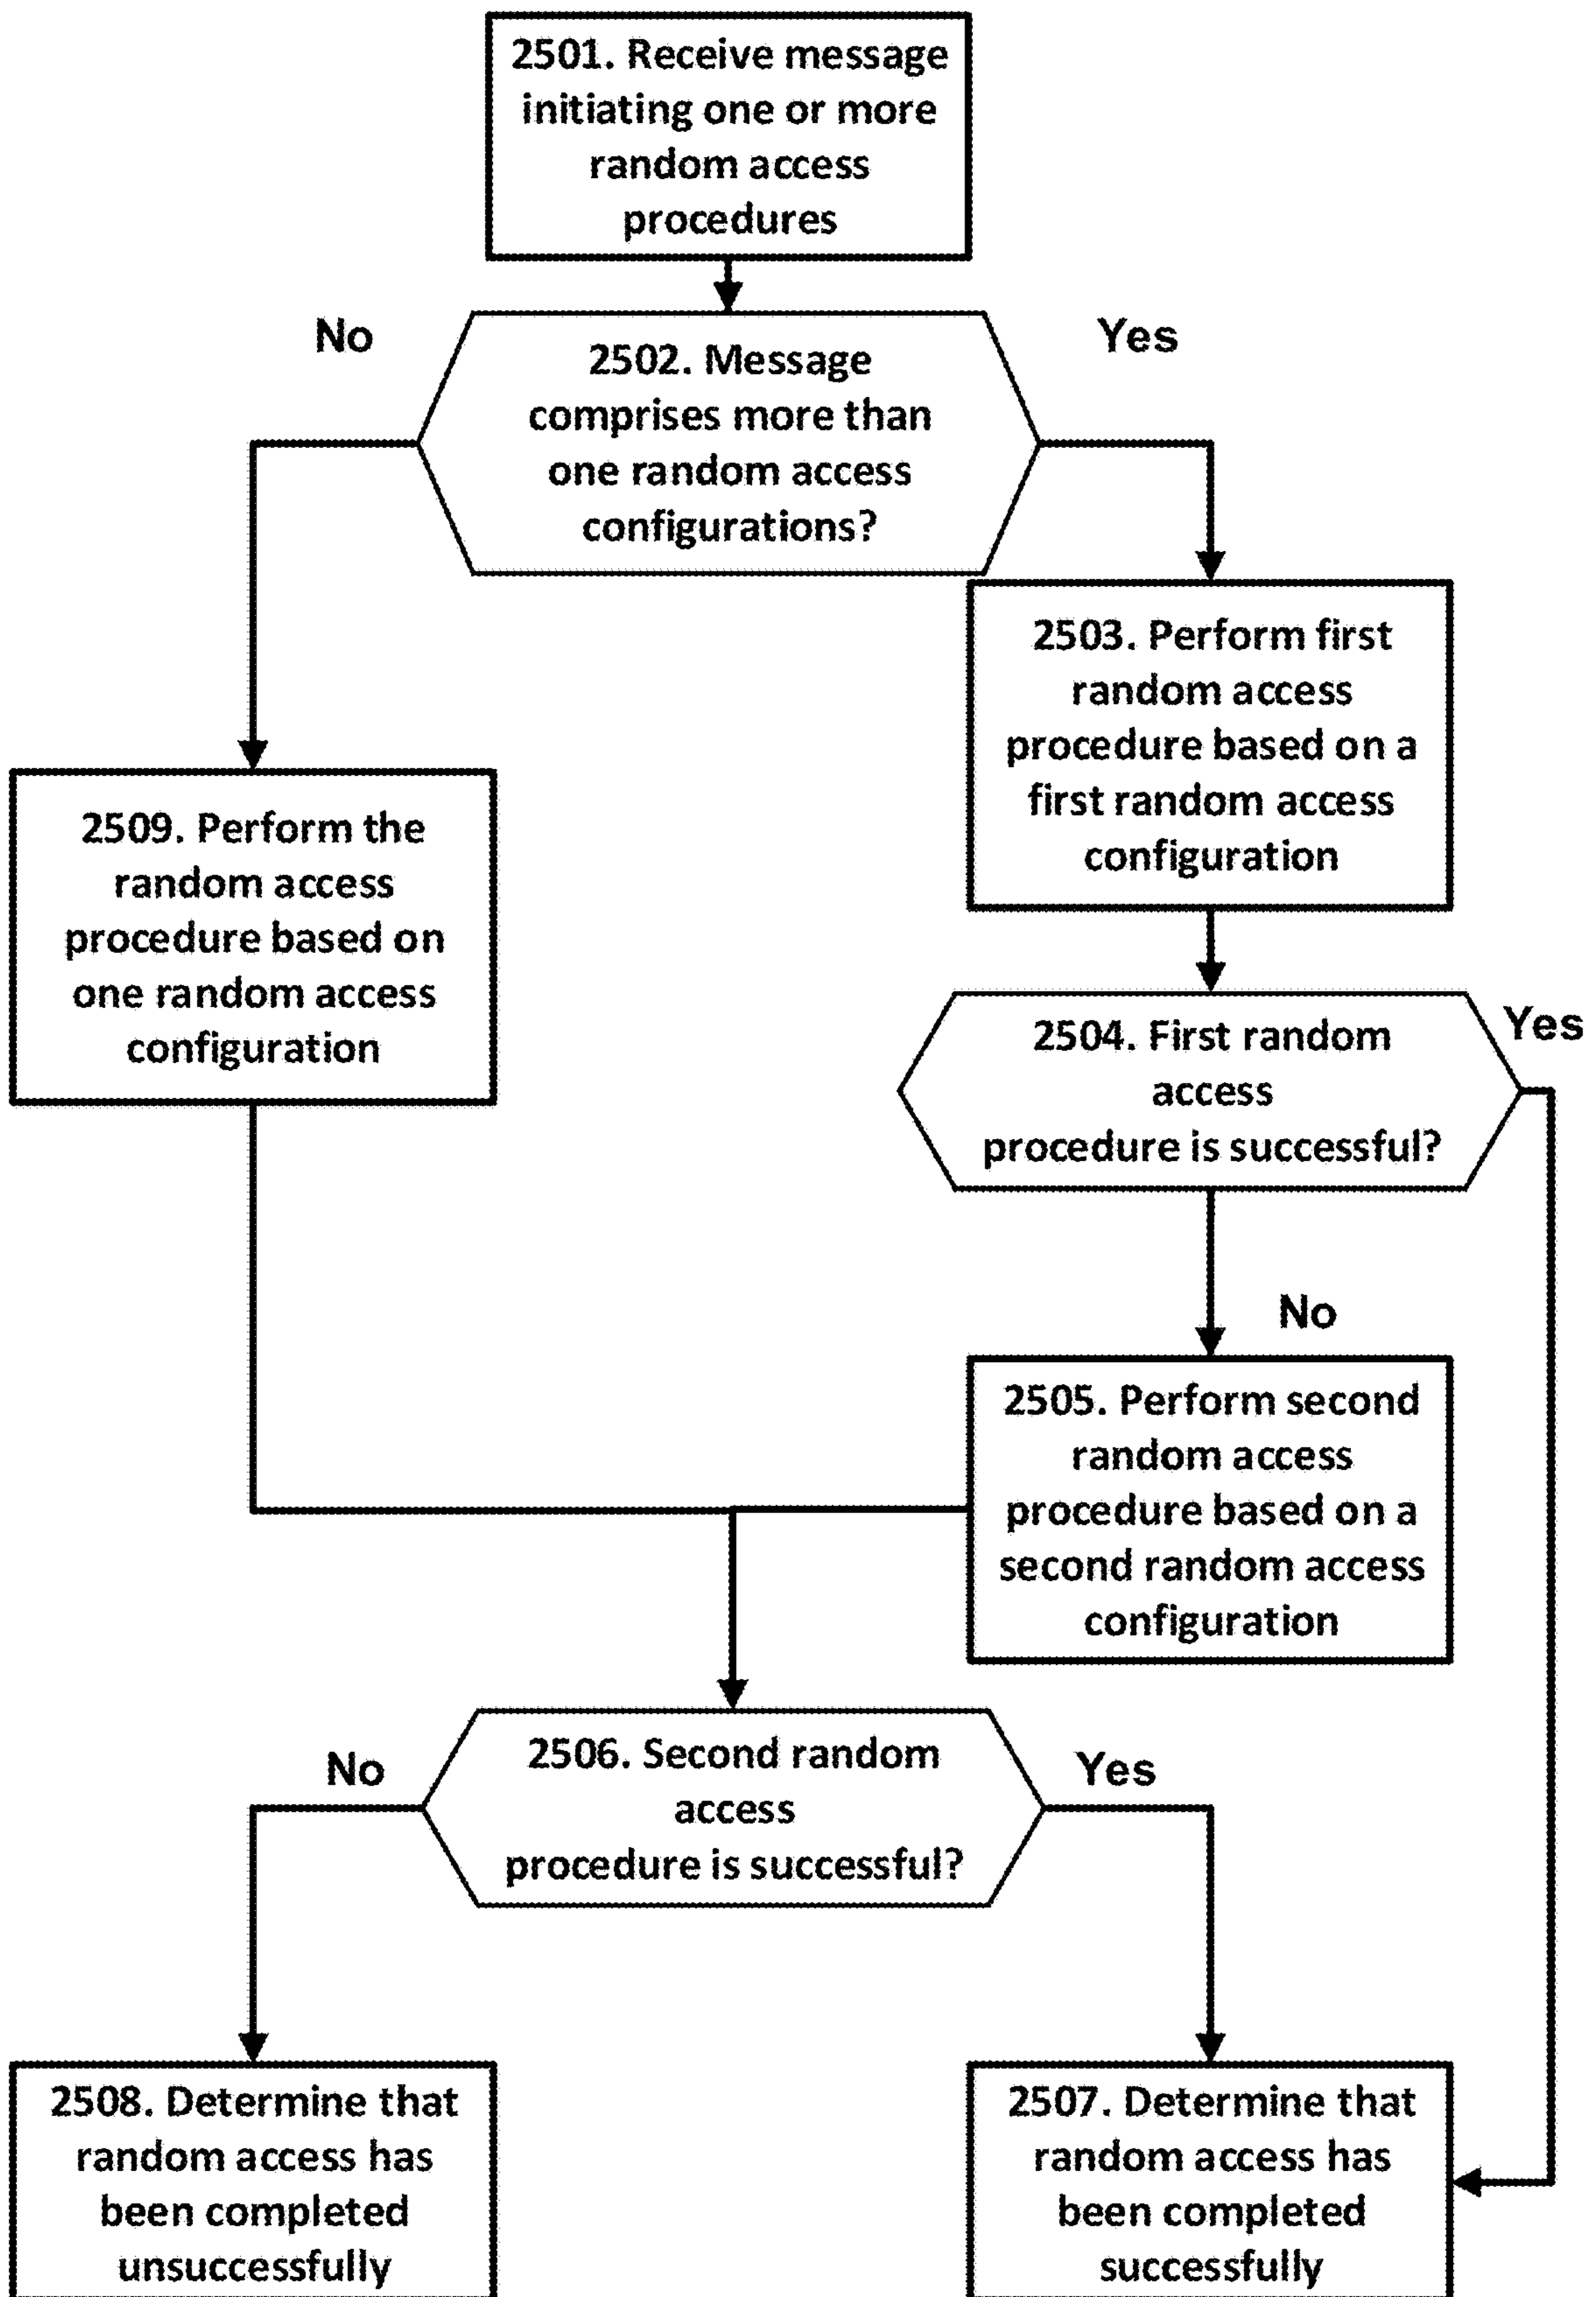 2501. Receive message
initiating one or more
random access
procedures
No
Yes
2502. Message
comprises more than
one random access
configurations?
2503. Perform first
random access
procedure based on a
first random access
configuration
2509. Perform the
random access
procedure based on
one random access
configuration
2504. First random
access
procedure is successful?
Yes
No
2505. Perform second
random access
procedure based on a
second random access
configuration
No
2506. Second random
access
procedure is successful?
Yes
2508. Determine that
random access has
been completed
unsuccessfully
2507. Determine that
random access has
been completed
successfully